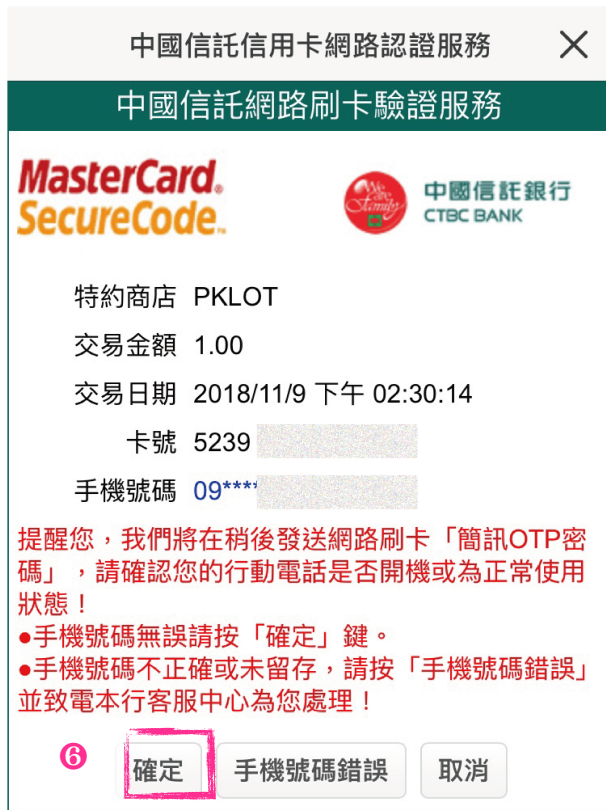 中國信託信用卡網路認證服務
中國信託網路刷卡驗證服務
MasterCard.
SecureCode.
We are Family
中國信託銀行
CTBC BANK
特約商店 PKLOT
交易金額 1.00
交易日期 2018/11/9 下午 02:30:14
卡號 5239
手機號碼 09****
提醒您，我們將在稍後發送網路刷卡「簡訊OTP密
碼」，請確認您的行動電話是否開機或為正常使用
狀態！
●手機號碼無誤請按「確定」鍵。
●手機號碼不正確或未留存，請按「手機號碼錯誤」
並致電本行客服中心為您處理！
❻ 確定 手機號碼錯誤 取消